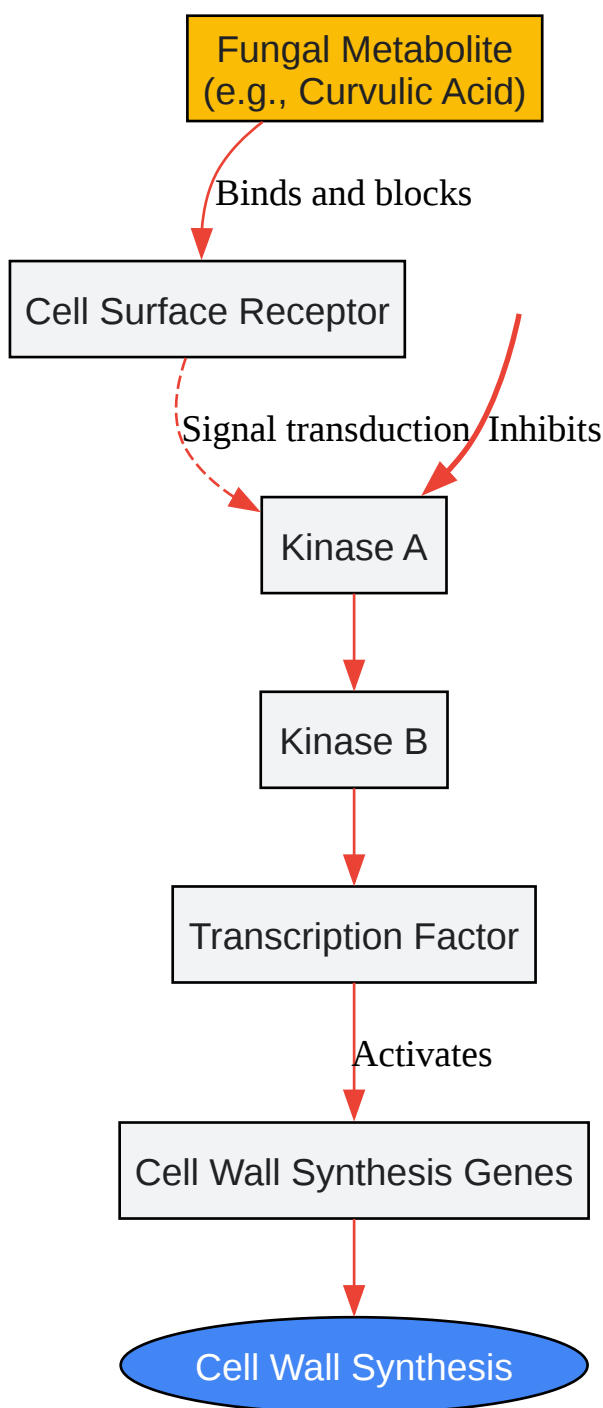 Fungal Metabolite
(e.g., Curvulic Acid)
Binds and blocks
Cell Surface Receptor
Signal transduction
Inhibits
Kinase A
Kinase B
Transcription Factor
Activates
Cell Wall Synthesis Genes
Cell Wall Synthesis